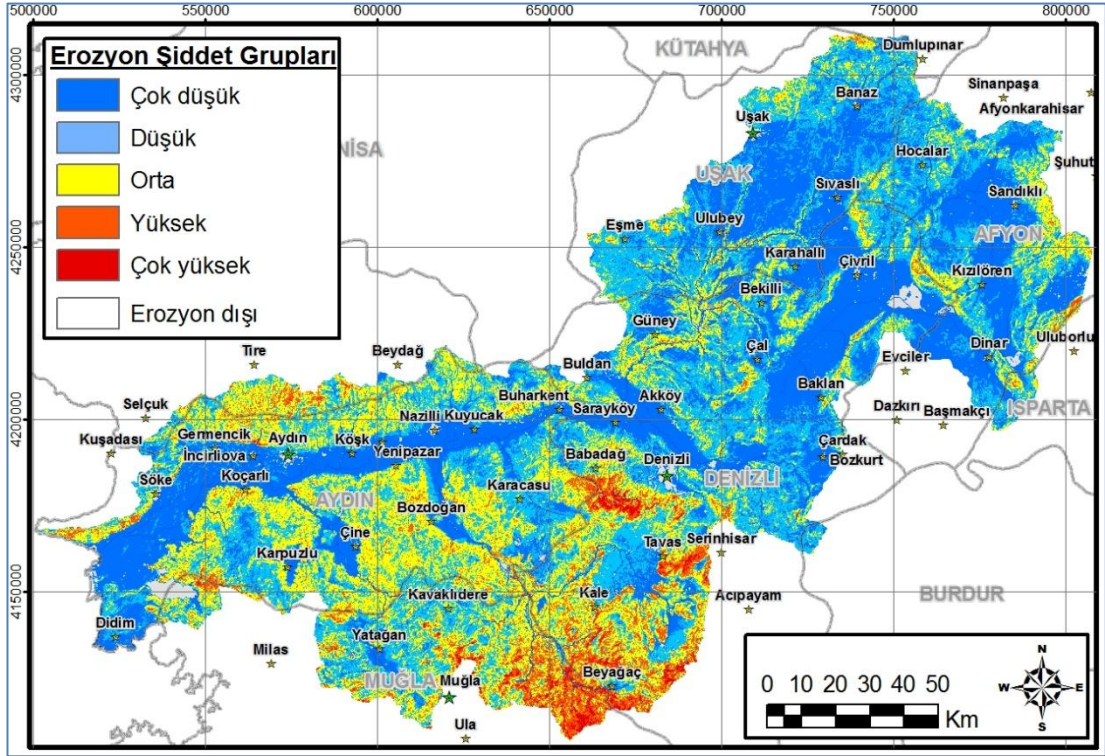 500000 550000 600000 650000 700000 750000 800000
4300000
4250000
4200000
4150000
Erozyon Şiddet Grupları
Çok düşük
Düşük
Orta
Yüksek
Çok yüksek
Erozyon dışı
KÜTAHYA
Dumlupınar
Sinanpaşa
Banaz
Afyonkarahisar
Uşak
NİSA
Hocalar
Şuhut
UŞAK
Sıvaslı
Sandıklı
Eşme
Ulubey
AFYON
Karahallı
Çivril
Kızılören
Bekilli
Güney
Uluborlu
Tire
Beydağ
Buldan
Çal
Evciler
Dinar
Selçuk
Buharkent
Akköy
Baklan
Dazkırı
Başmakçı
ISPARTA
Kuşadası
Germencik
Aydın
Köşk
Nazilli
Kuyucak
Sarayköy
İncirliova
Yenipazar
Babadağ
Denizli
Çardak
Bozkurt
Söke
Koçarlı
AYDIN
Karacasu
DENİZLİ
Bozdoğan
Çine
Tavas
Serinhisar
Karpuzlu
Kavaklıdere
Kale
Acıpayam
BURDUR
Didim
Milas
Yatağan
Beyağaç
MUĞLA
Muğla
Ula
N
W
E
S
0 10 20 30 40 50
Km